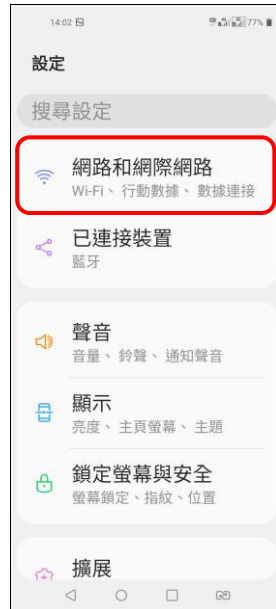 14:02
77%
設定
搜尋設定
網路和網際網路
Wi-Fi、行動數據、數據連接
已連接裝置
藍牙
聲音
音量、鈴聲、通知聲音
顯示
亮度、主頁螢幕、主題
鎖定螢幕與安全
螢幕鎖定、指紋、位置
擴展